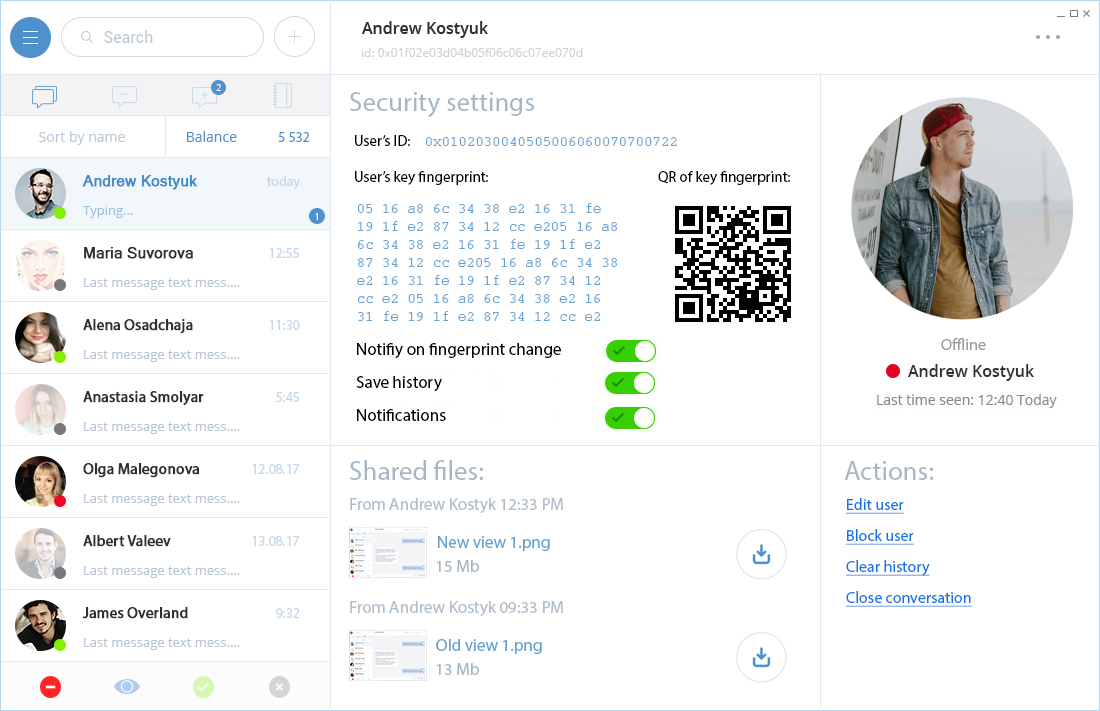 Search
2
Sort by name
Balance
5 532
Andrew Kostyuk
today
Typing...
1
Maria Suvorova
12:55
Last message text mess....
Alena Osadchaja
11:30
Last message text mess....
Anastasia Smolyar
5:45
Last message text mess....
Olga Malegonova
12.08.17
Last message text mess....
Albert Valeev
13.08.17
Last message text mess....
James Overland
9:32
Last message text mess....
Andrew Kostyuk
id: 0x01f02e03d04b05f06c06c07ee070d
Security settings
User's ID: 0x01020300405050060600707007​22
User's key fingerprint:
05 16 a8 6c 34 38 e2 16 31 fe
19 1f e2 87 34 12 cc e205 16 a8
6c 34 38 e2 16 31 fe 19 1f e2
87 34 12 cc e205 16 a8 6c 34 38
e2 16 31 fe 19 1f e2 87 34 12
cc e2 05 16 a8 6c 34 38 e2 16
31 fe 19 1f e2 87 34 12 cc e2
QR of key fingerprint:
Notifiy on fingerprint change
Save history
Notifications
Offline
Andrew Kostyuk
Last time seen: 12:40 Today
Shared files:
From Andrew Kostyk 12:33 PM
New view 1.png
15 Mb
From Andrew Kostyk 09:33 PM
Old view 1.png
13 Mb
Actions:
Edit user
Block user
Clear history
Close conversation